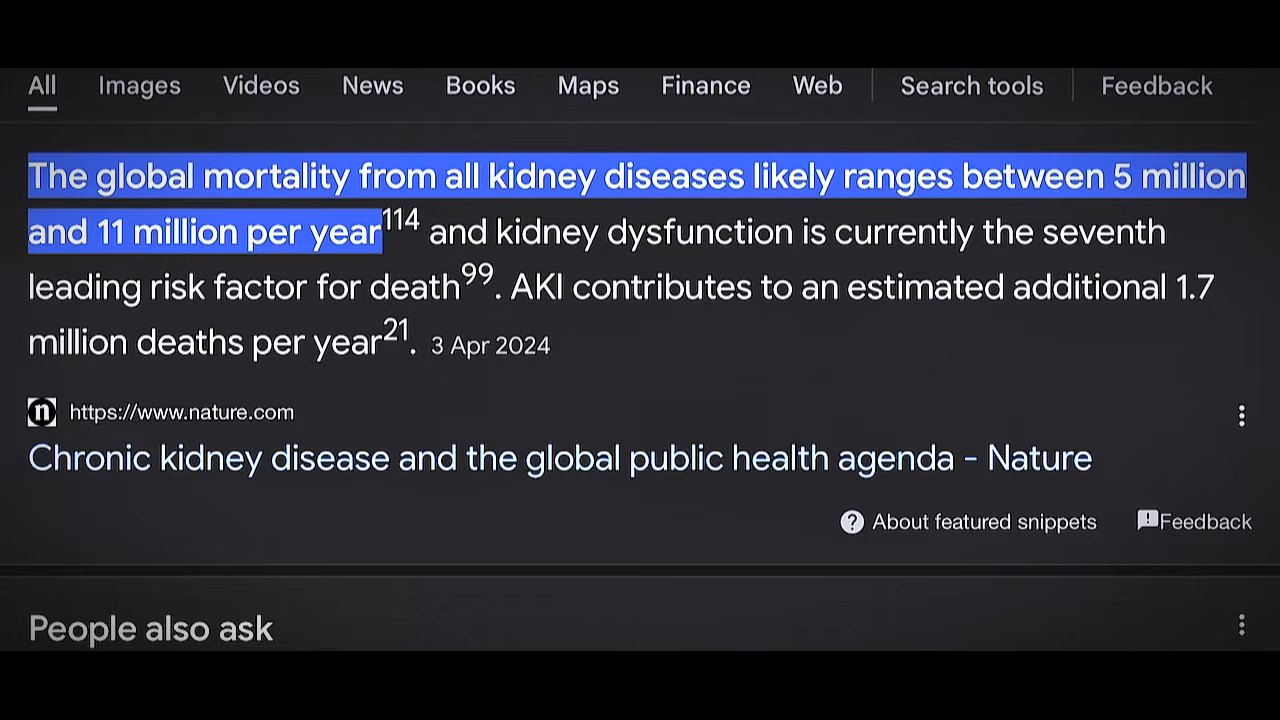 All Images Videos News Books Maps Finance Web Search tools Feedback
The global mortality from all kidney diseases likely ranges between 5 million
and 11 million per year114 and kidney dysfunction is currently the seventh
leading risk factor for death99. AKI contributes to an estimated additional 1.7
million deaths per year21. 3 Apr 2024
n https://www.nature.com
Chronic kidney disease and the global public health agenda - Nature
? About featured snippets ! Feedback
People also ask